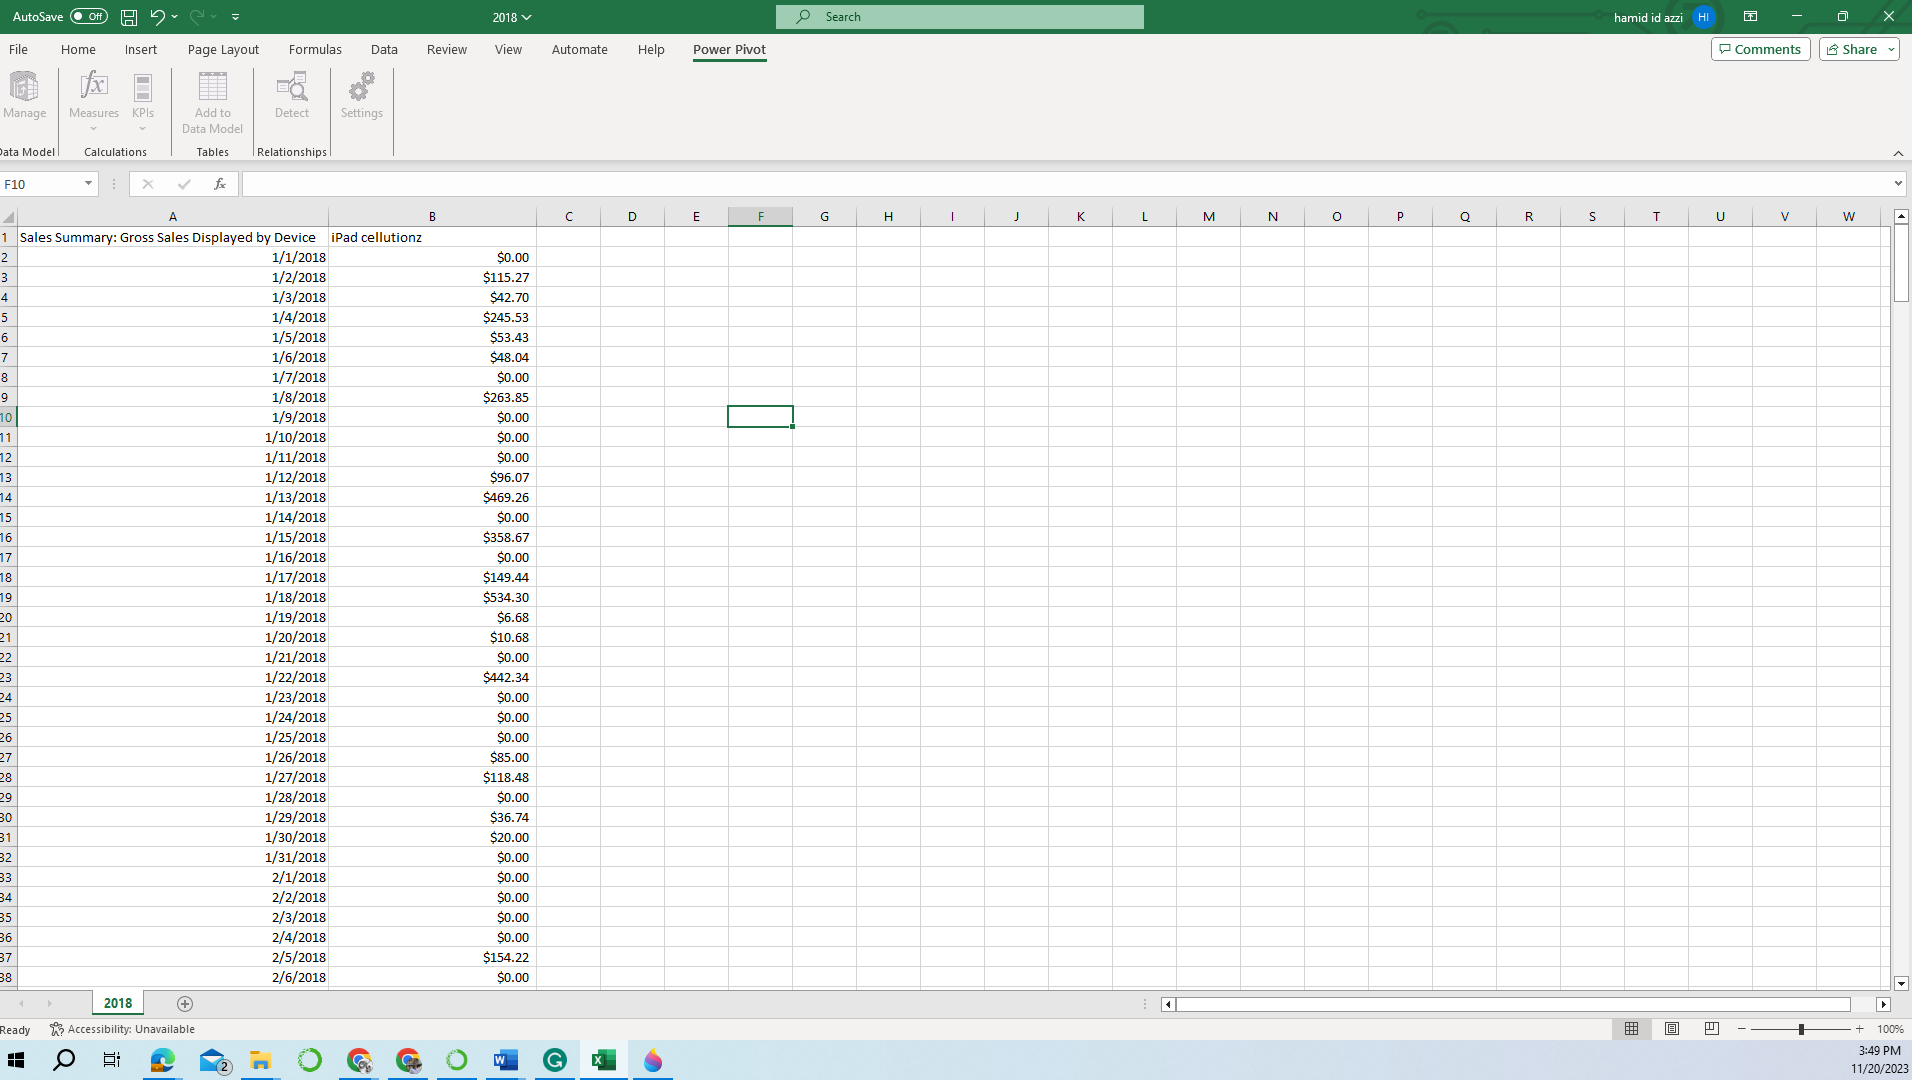 AutoSave Off 2018 Search hamid id azzi HI
File Home Insert Page Layout Formulas Data Review View Automate Help Power Pivot Comments Share
Manage Measures KPIs Add to Data Model Detect Settings
Data Model Calculations Tables Relationships
F10 fx
A B C D E F G H I J K L M N O P Q R S T U V W
1 Sales Summary: Gross Sales Displayed by Device iPad cellutionz
2 1/1/2018 $0.00
3 1/2/2018 $115.27
4 1/3/2018 $42.70
5 1/4/2018 $245.53
6 1/5/2018 $53.43
7 1/6/2018 $48.04
8 1/7/2018 $0.00
9 1/8/2018 $263.85
10 1/9/2018 $0.00
11 1/10/2018 $0.00
12 1/11/2018 $0.00
13 1/12/2018 $96.07
14 1/13/2018 $469.26
15 1/14/2018 $0.00
16 1/15/2018 $358.67
17 1/16/2018 $0.00
18 1/17/2018 $149.44
19 1/18/2018 $534.30
20 1/19/2018 $6.68
21 1/20/2018 $10.68
22 1/21/2018 $0.00
23 1/22/2018 $442.34
24 1/23/2018 $0.00
25 1/24/2018 $0.00
26 1/25/2018 $0.00
27 1/26/2018 $85.00
28 1/27/2018 $118.48
29 1/28/2018 $0.00
30 1/29/2018 $36.74
31 1/30/2018 $20.00
32 1/31/2018 $0.00
33 2/1/2018 $0.00
34 2/2/2018 $0.00
35 2/3/2018 $0.00
36 2/4/2018 $0.00
37 2/5/2018 $154.22
38 2/6/2018 $0.00
2018
Ready Accessibility: Unavailable 100%
2 3:49 PM
11/20/2023